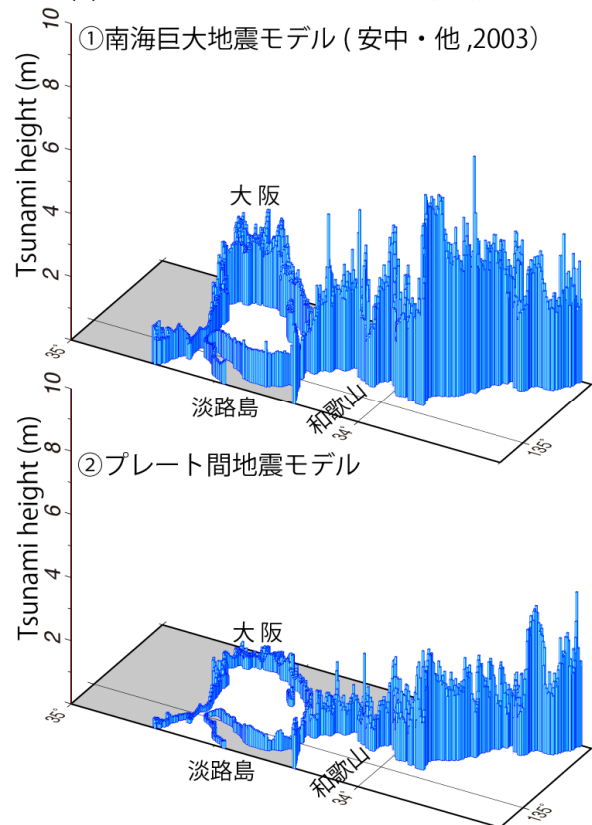 10
①南海巨大地震モデル ( 安中・他 ,2003）
8
6
4
2
Tsunami height (m)
大 阪
35°
淡路島
和歌山
34°
135°
10
8
②プレート間地震モデル
6
4
2
Tsunami height (m)
大 阪
35°
淡路島
和歌山
34°
135°